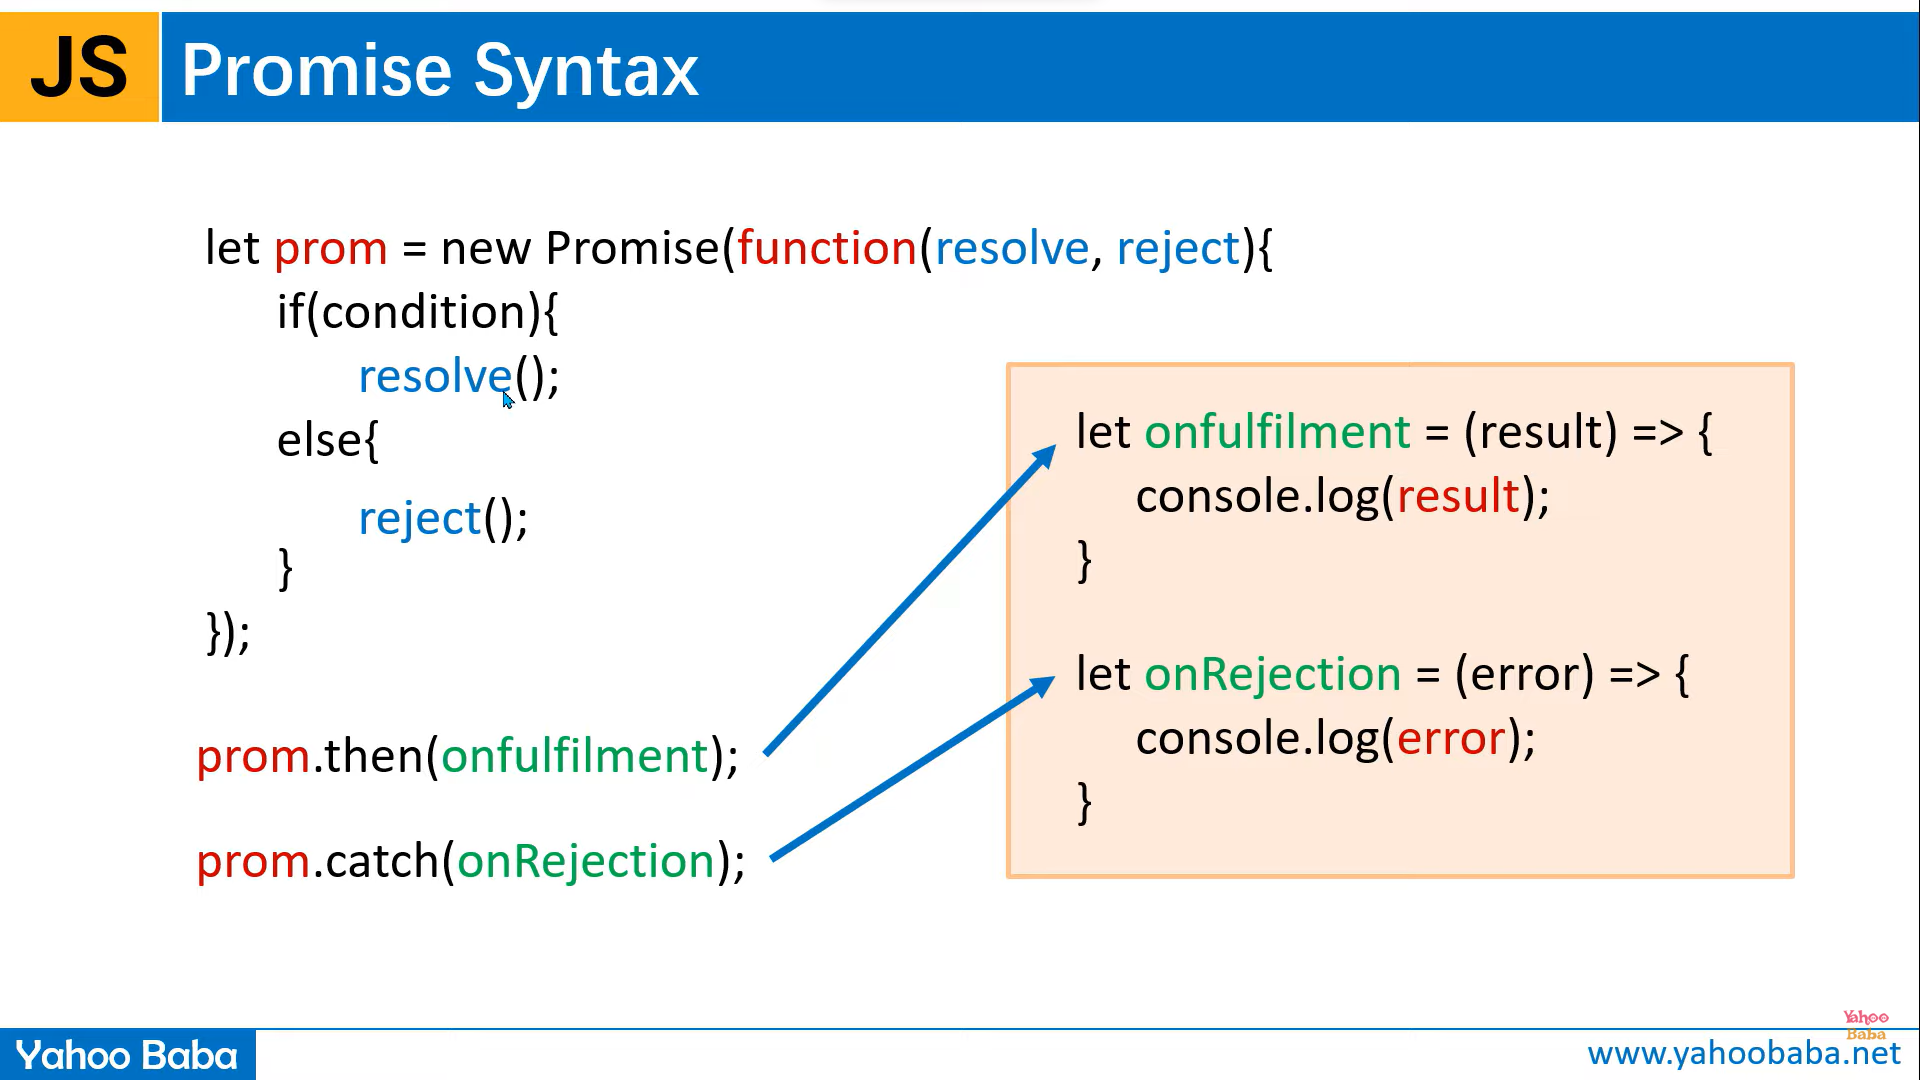 JS
Promise Syntax
let prom = new Promise(function(resolve, reject){
if(condition){
resolve();
else{
reject();
}
});
prom.then(onfulfilment);
prom.catch(onRejection);
let onfulfilment = (result) => {
console.log(result);
}
let onRejection = (error) => {
console.log(error);
}
Yahoo Baba
Yahoo
Baba
www.yahoobaba.net